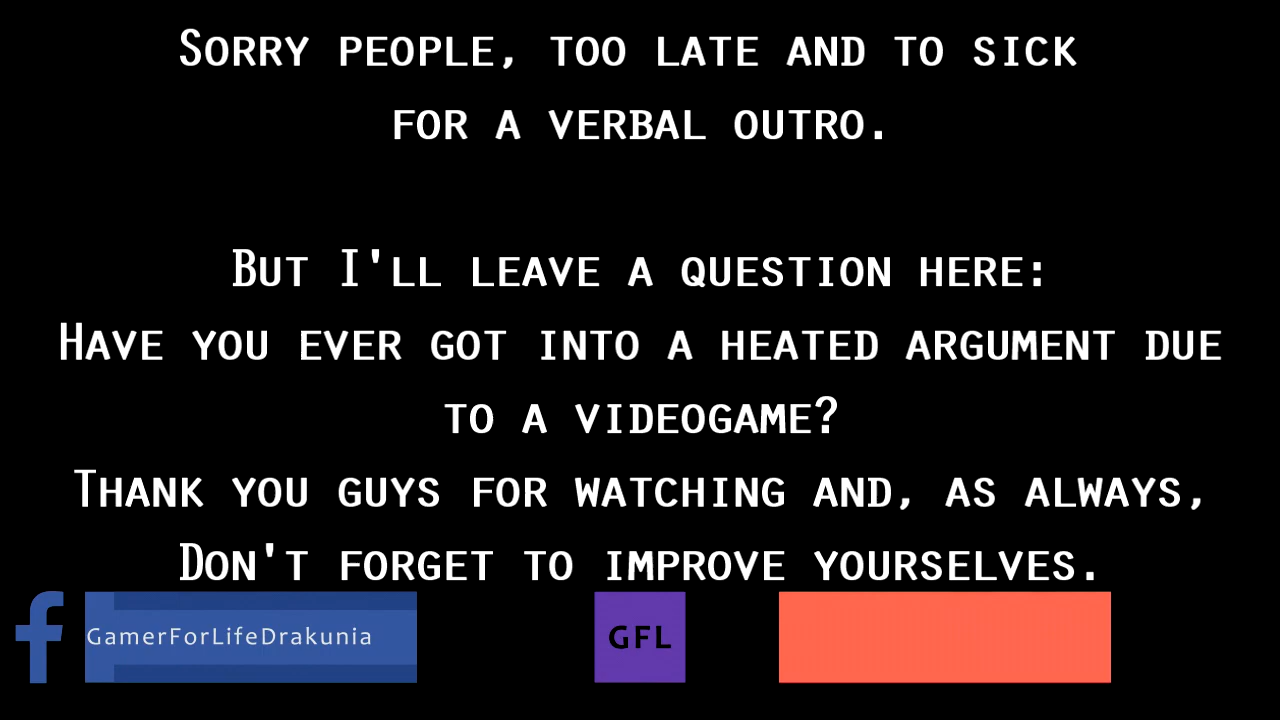 Sorry people, too late and to sick
for a verbal outro.
But I'll leave a question here:
Have you ever got into a heated argument due
to a videogame?
Thank you guys for watching and, as always,
Don't forget to improve yourselves.
f GamerForLifeDrakunia GFL